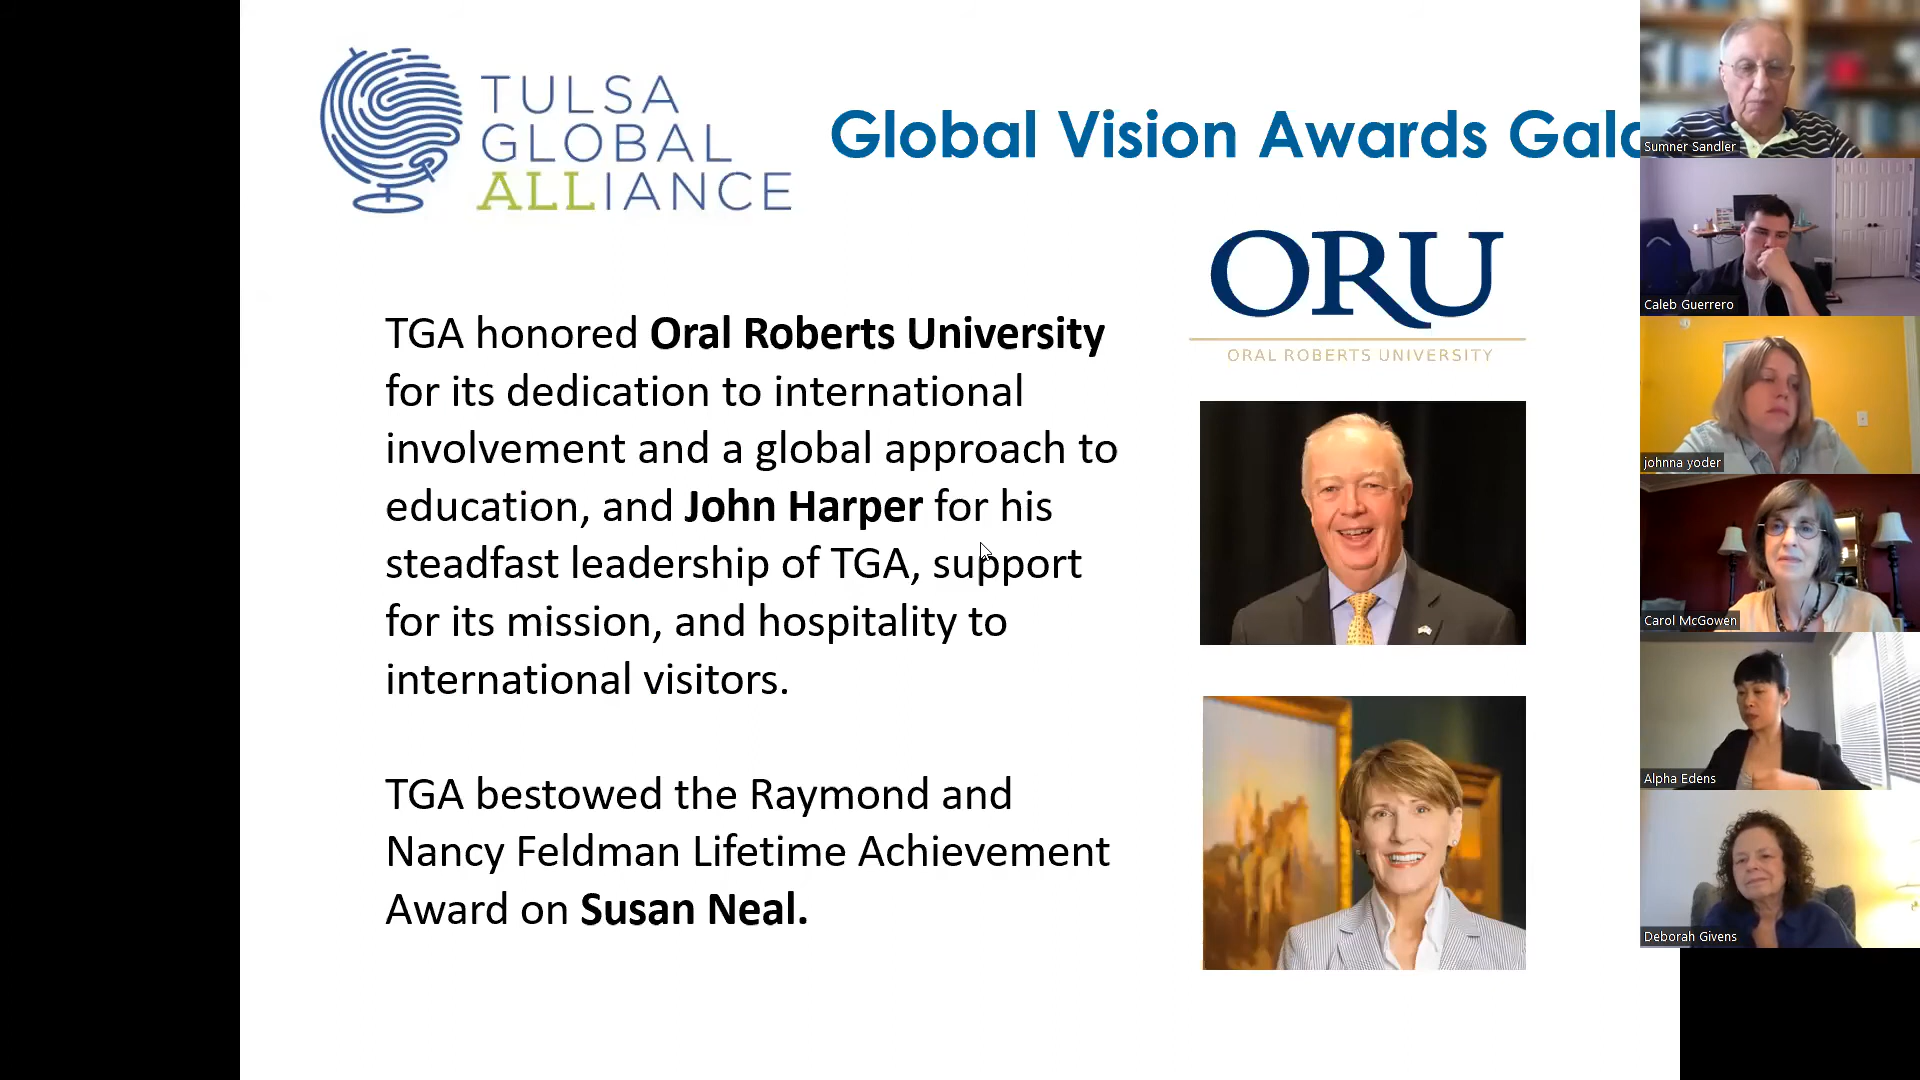 TULSA
GLOBAL
ALLIANCE
Global Vision Awards Gala
ORU
ORAL ROBERTS UNIVERSITY
TGA honored Oral Roberts University
for its dedication to international
involvement and a global approach to
education, and John Harper for his
steadfast leadership of TGA, support
for its mission, and hospitality to
international visitors.
TGA bestowed the Raymond and
Nancy Feldman Lifetime Achievement
Award on Susan Neal.
Sumner Sandler
Caleb Guerrero
johnna yoder
Carol McGowen
Alpha Edens
Deborah Givens